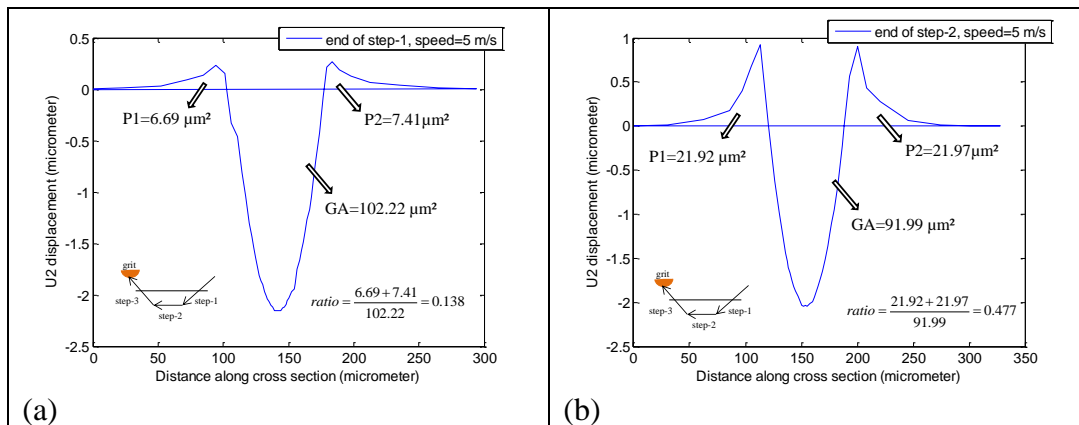 end of step-1, speed=5 m/s
0.5
0
-0.5
-1
-1.5
-2
-2.5
U2 displacement (micrometer)
P1=6.69 µm²
P2=7.41µm²
GA=102.22 µm²
grit
step-3
step-2
step-1
ratio = (6.69 + 7.41) / 102.22 = 0.138
0 50 100 150 200 250 300
Distance along cross section (micrometer)
(a)
end of step-2, speed=5 m/s
1
0.5
0
-0.5
-1
-1.5
-2
-2.5
U2 displacement (micrometer)
P1=21.92 µm²
P2=21.97µm²
GA=91.99 µm²
grit
step-3
step-2
step-1
ratio = (21.92 + 21.97) / 91.99 = 0.477
0 50 100 150 200 250 300 350
Distance along cross section (micrometer)
(b)